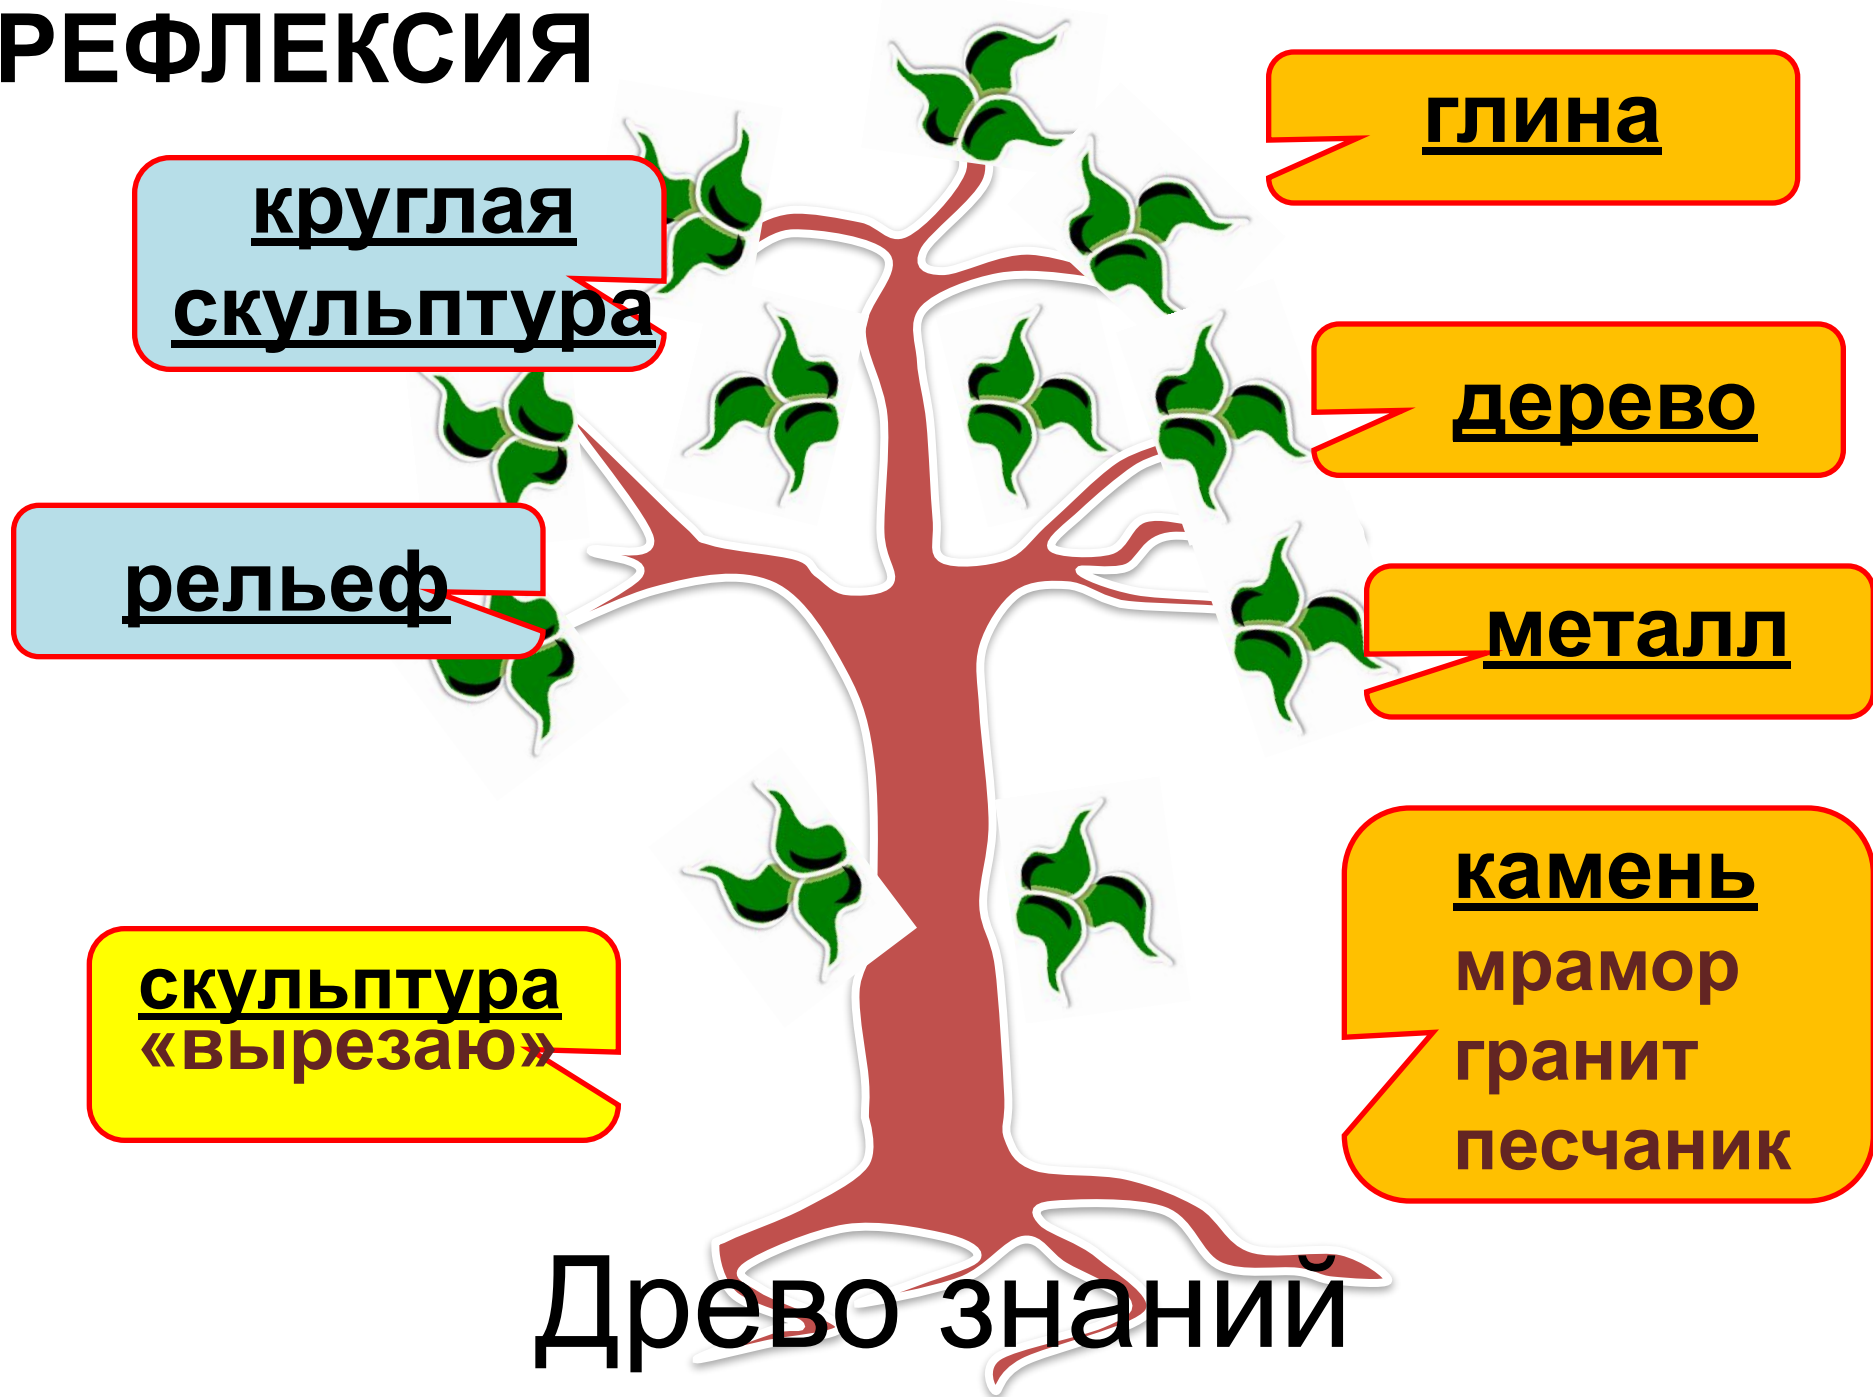 РЕФЛЕКСИЯ
круглая
скульптура
рельеф
скульптура
«вырезаю»
глина
дерево
металл
камень
мрамор
гранит
песчаник
Древо знаний